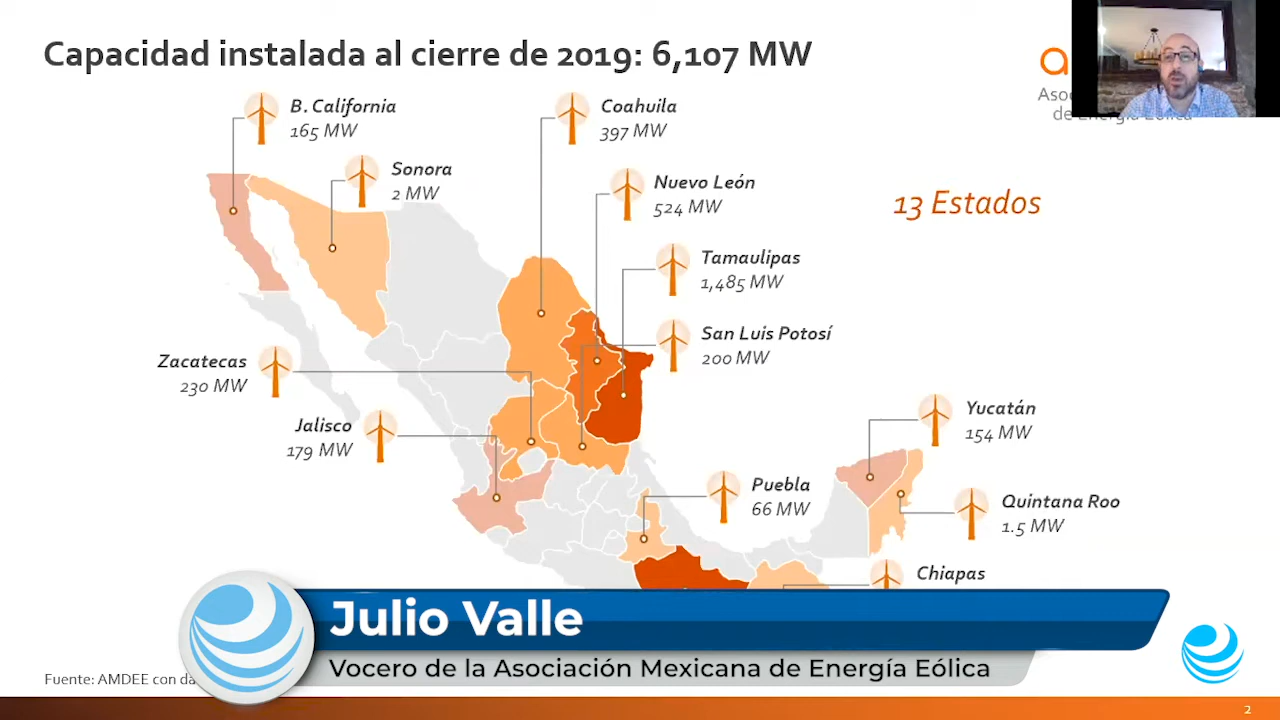 Capacidad instalada al cierre de 2019: 6,107 MW
B. California
165 MW
Coahuila
397 MW
de Energía Eólica
Sonora
2 MW
Nuevo León
524 MW
13 Estados
Tamaulipas
1,485 MW
San Luis Potosí
200 MW
Zacatecas
230 MW
Jalisco
179 MW
Yucatán
154 MW
Puebla
66 MW
Quintana Roo
1.5 MW
Chiapas
Julio Valle
Vocero de la Asociación Mexicana de Energía Eólica
Fuente: AMDEE con
2